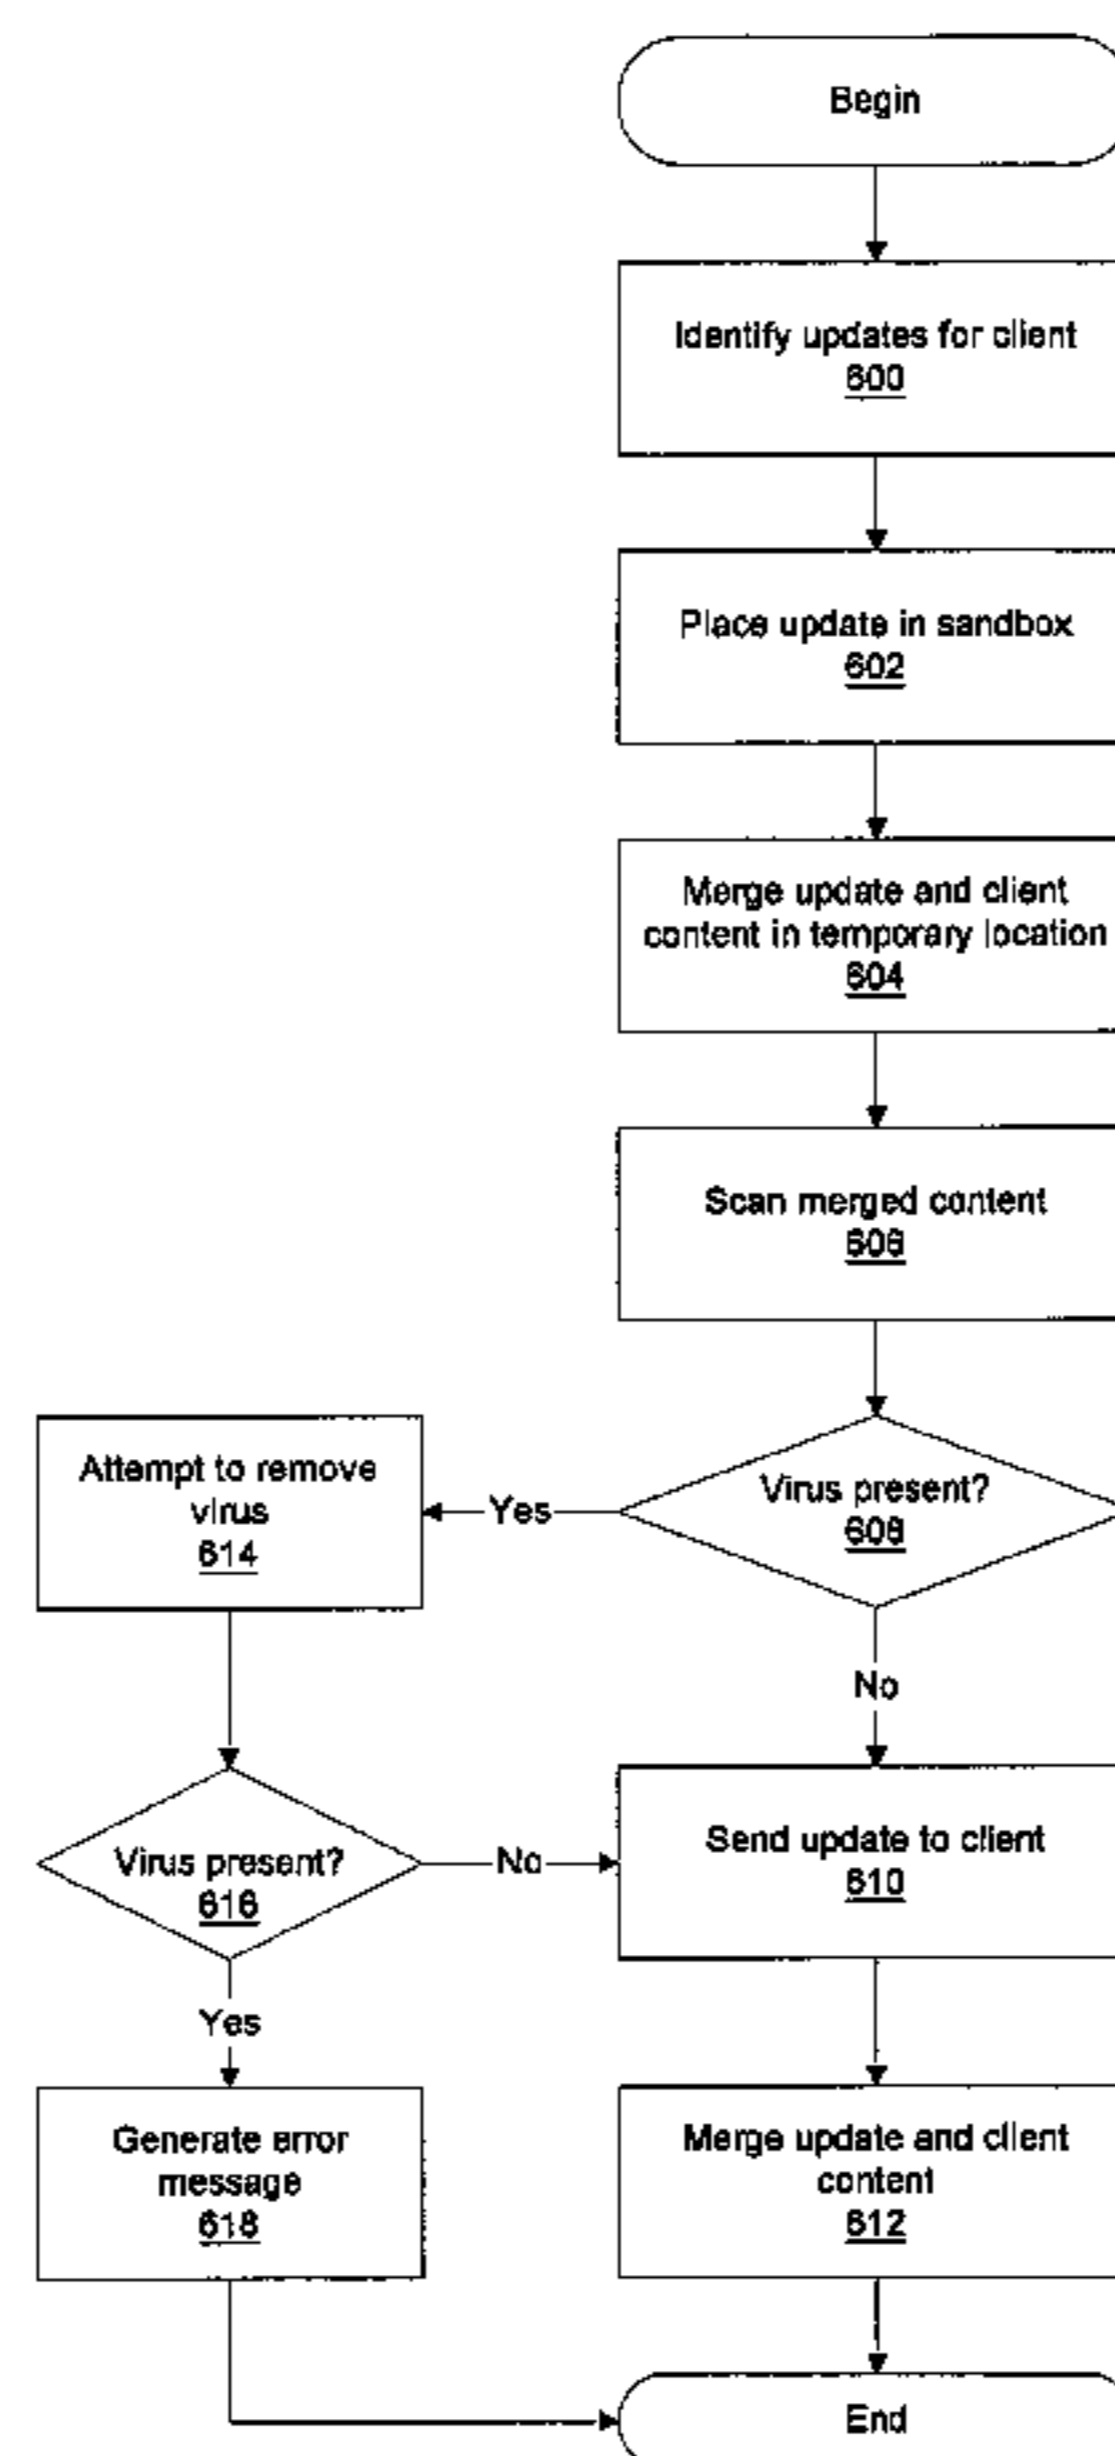 Begin
Identify updates for client
600
Place update in sandbox
602
Merge update and client
content in temporary location
604
Scan merged content
606
Virus present?
608
Yes
Attempt to remove
virus
614
No
Virus present?
616
No
Send update to client
610
Yes
Generate error
message
618
Merge update and client
content
612
End